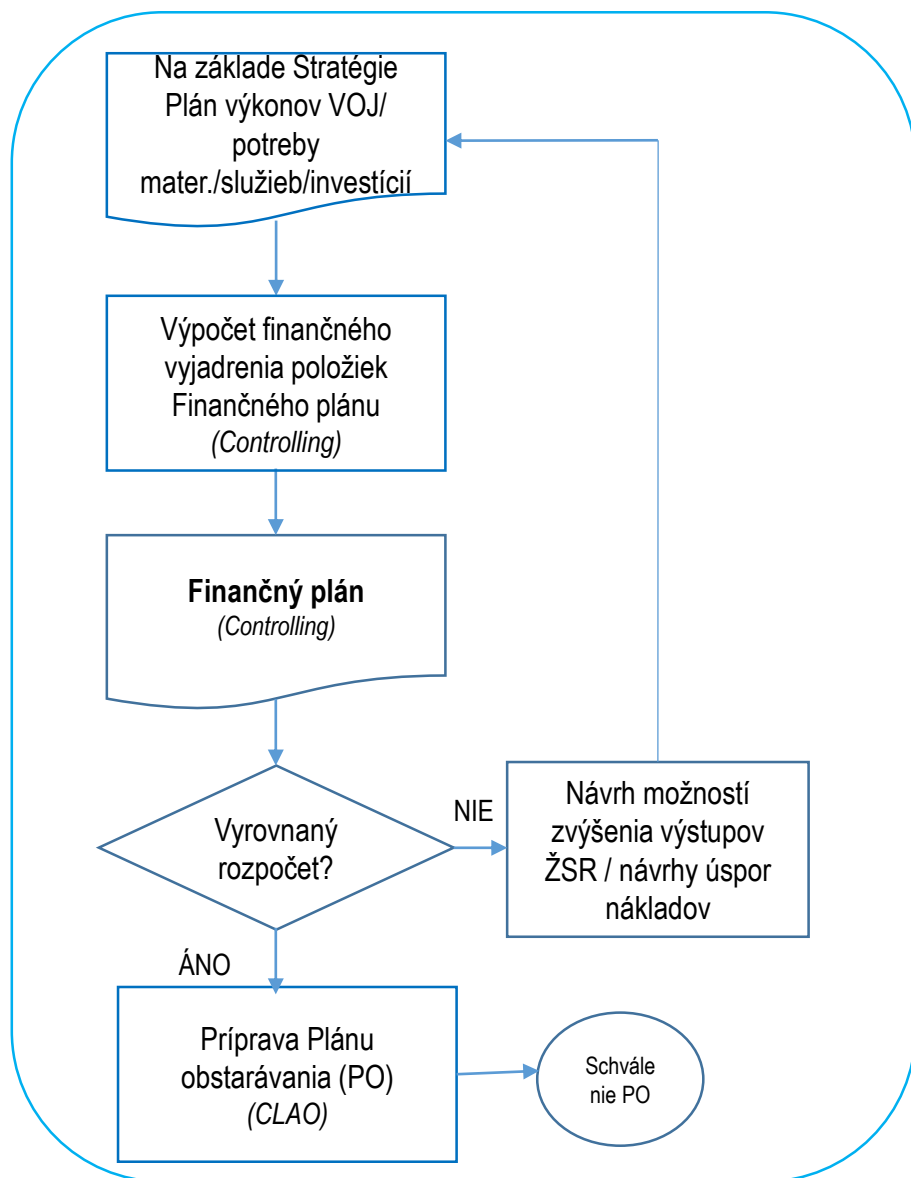 Na základe Stratégie
Plán výkonov VOJ/
potreby
mater./služieb/investícií
Výpočet finančného
vyjadrenia položiek
Finančného plánu
(Controlling)
Finančný plán
(Controlling)
Vyrovnaný
rozpočet?
NIE
Návrh možností
zvýšenia výstupov
ŽSR / návrhy úspor
nákladov
ÁNO
Príprava Plánu
obstarávania (PO)
(CLAO)
Schvále
nie PO